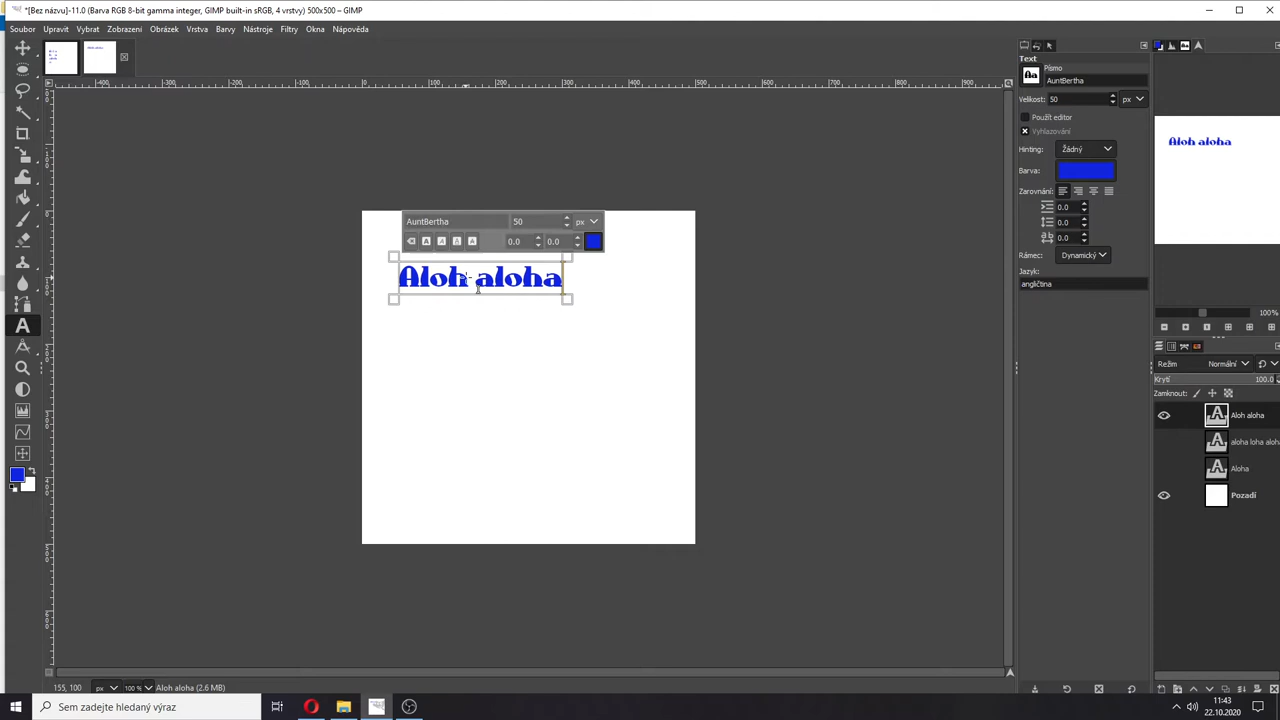 *[Bez názvu]-11.0 (Barva RGB 8-bit gamma integer, GIMP built-in sRGB, 4 vrstvy) 500x500 – GIMP
Soubor Upravit Vybrat Zobrazení Obrázek Vrstva Barvy Nástroje Filtry Okna Nápověda
Text
Písmo
Aa AuntBertha
Velikost: 50 px
Použít editor
Vyhlazování
Hinting: Žádný
Barva:
Zarovnání:
0.0
0.0
0.0
Rámec: Dynamický
Jazyk:
angličtina
AuntBertha 50 px
0.0 0.0
Aloh aloha
Aloh aloha
100%
Režim Normální
Krytí 100.0
Zamknout:
Aloh aloha
aloha loha aloh
Aloha
Pozadí
155, 100 px 100 % Aloh aloha (2.6 MB)
Sem zadejte hledaný výraz
11:43
22.10.2020